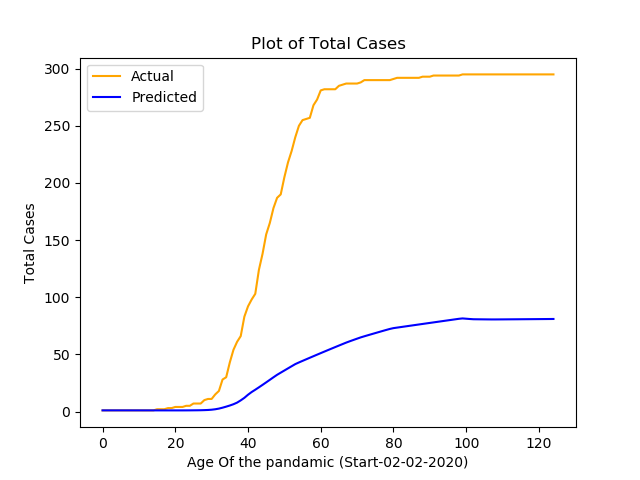 Plot of Total Cases
Actual
Predicted
300
250
200
150
100
50
0
Total Cases
0 20 40 60 80 100 120
Age Of the pandamic (Start-02-02-2020)